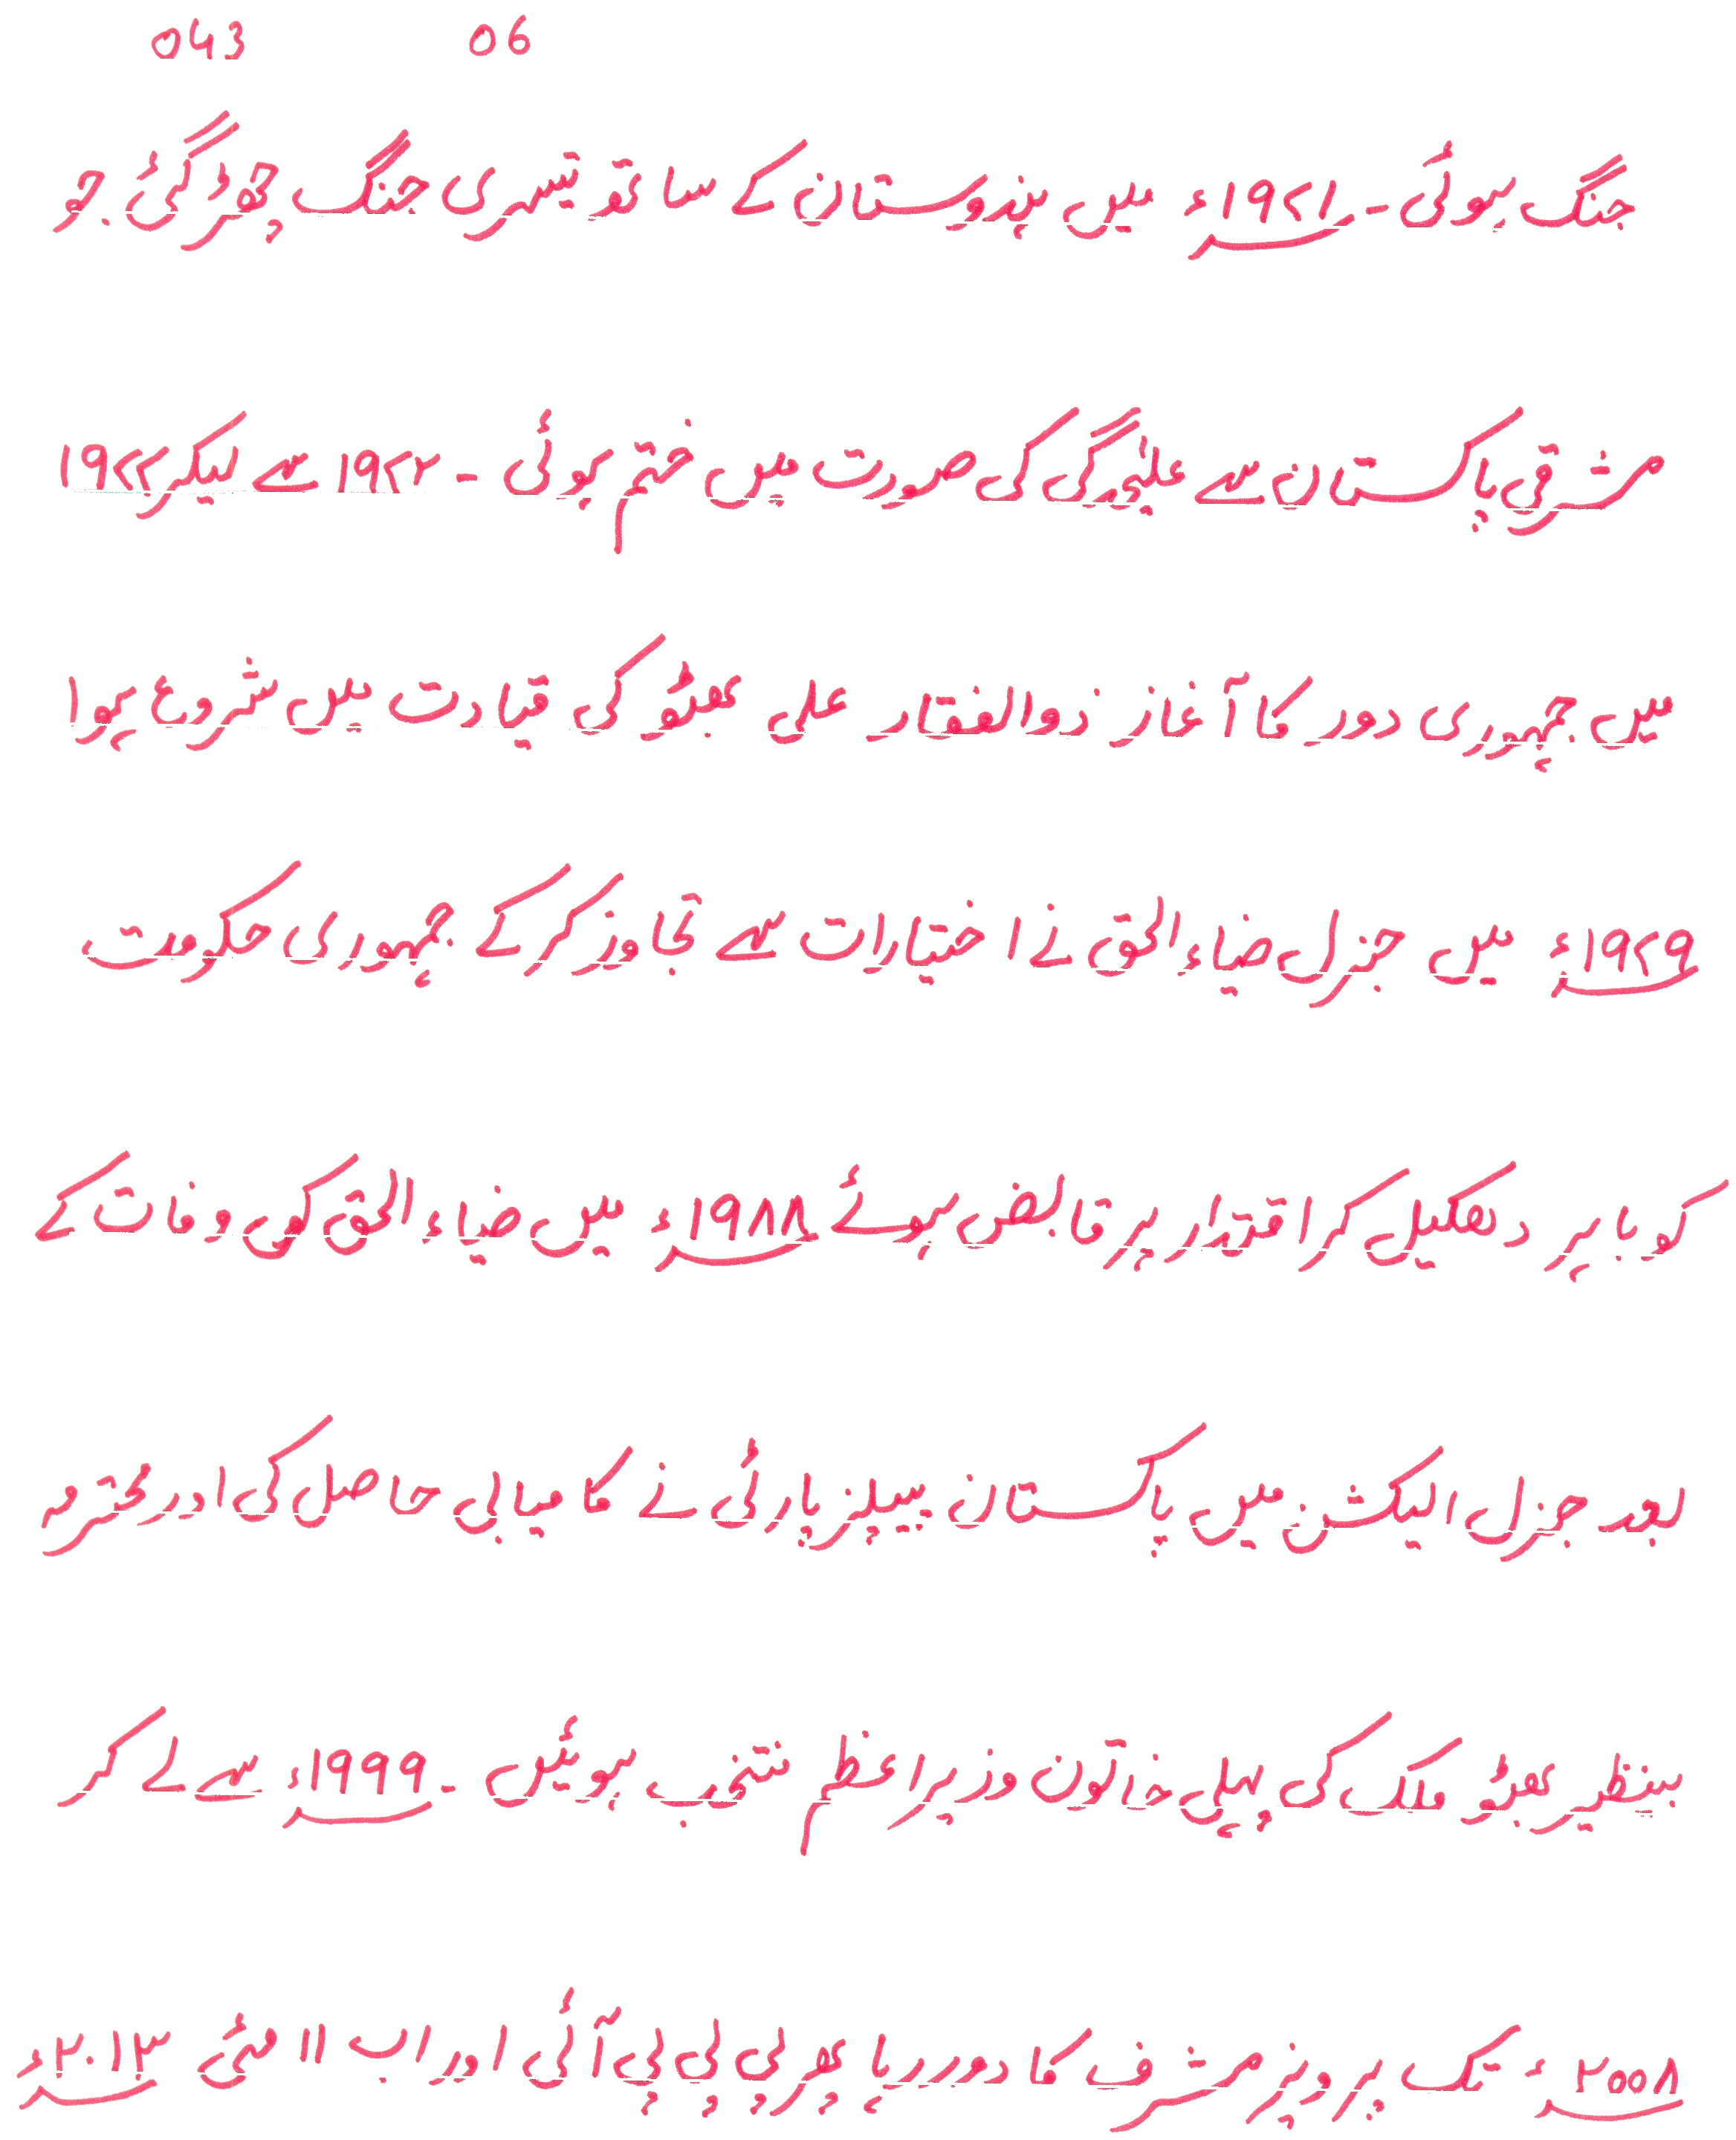 043 06
جنگ ہوئی۔ ۱۹۷۱ء میں ہندوستان کے ساتھ تیسری جنگ چھڑ گئی جو
مشرقی پاکستان سے علیٰحدگی کی صورت میں ختم ہوئی ۔ ۱۹۷۲ سے لیکر ۱۹۷۷
میں جمہوری دور کا آغاز ذوالفقار علی بھٹو کی قیادت میں شروع ہوا
۱۹۷۹ء میں جنرل ضیاء الحق نے اختیارات سے تجاوز کر کے جمہوری حکومت
کو باہر دھکیل کر اقتدار پر قابض ہوئے ۱۹۸۸ء میں ضیاء الحق کی وفات کے
بعد جنرل الیکشن میں پاکستان پیپلز پارٹی نے کامیابی حاصل کی اور محترمہ
بینظیر بھٹو ملک کی پہلی خاتون وزیراعظم منتخب ہوئیں ۔ ۱۹۹۹ء سے لے کر
۲۰۰۸ء تک پرویز مشرف کا دور رہا پھر پی پی پی آئی اور اب ۱۱ مئی ۲۰۱۳ء